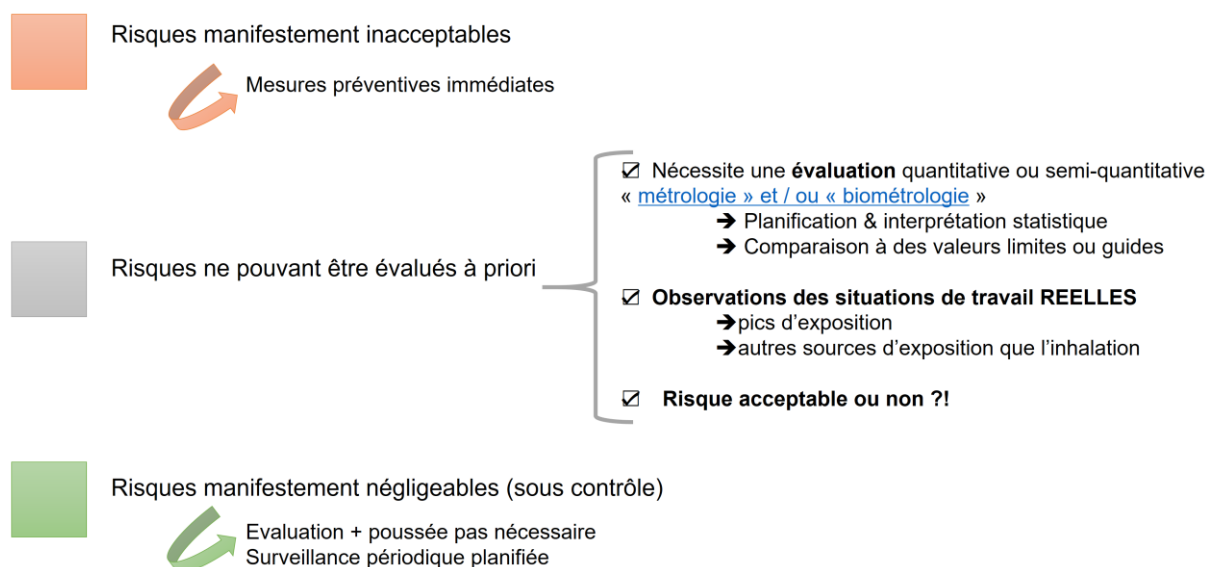 Risques manifestement inacceptables
Mesures préventives immédiates
☑ Nécessite une évaluation quantitative ou semi-quantitative
« métrologie » et / ou « biométrologie »
➔ Planification & interprétation statistique
➔ Comparaison à des valeurs limites ou guides
Risques ne pouvant être évalués à priori
☑ Observations des situations de travail REELLES
➔pics d’exposition
➔autres sources d’exposition que l’inhalation
☑ Risque acceptable ou non ?!
Risques manifestement négligeables (sous contrôle)
Evaluation + poussée pas nécessaire
Surveillance périodique planifiée